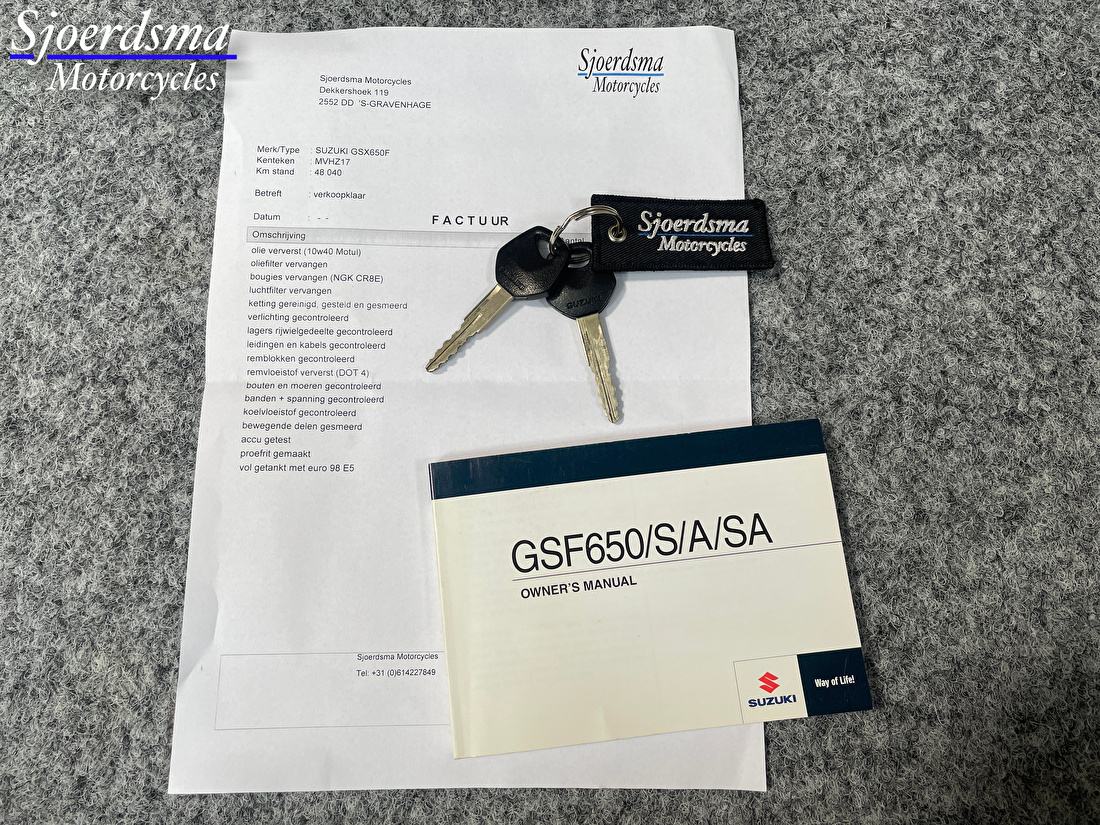 Sjoerdsma
Motorcycles
Sjoerdsma
Motorcycles
Sjoerdsma Motorcycles
Dekkershoek 119
2552 DD 'S-GRAVENHAGE
Merk/Type : SUZUKI GSX650F
Kenteken : MVHZ17
Km stand : 48.040
Betreft : verkoopklaar
Datum : - -
FACTUUR
Omschrijving
olie ververst (10w40 Motul)
oliefilter vervangen
bougies vervangen (NGK CR8E)
luchtfilter vervangen
ketting gereinigd, gesteld en gesmeerd
verlichting gecontroleerd
lagers rijwielgedeelte gecontroleerd
leidingen en kabels gecontroleerd
remblokken gecontroleerd
remvloeistof ververst (DOT 4)
bouten en moeren gecontroleerd
banden + spanning gecontroleerd
koelvloeistof gecontroleerd
bewegende delen gesmeerd
accu getest
proefrit gemaakt
vol getankt met euro 98 E5
Sjoerdsma
Motorcycles
SUZUKI
GSF650/S/A/SA
OWNER'S MANUAL
SUZUKI
Way of Life!
Sjoerdsma Motorcycles
Tel: +31 (0)614227849